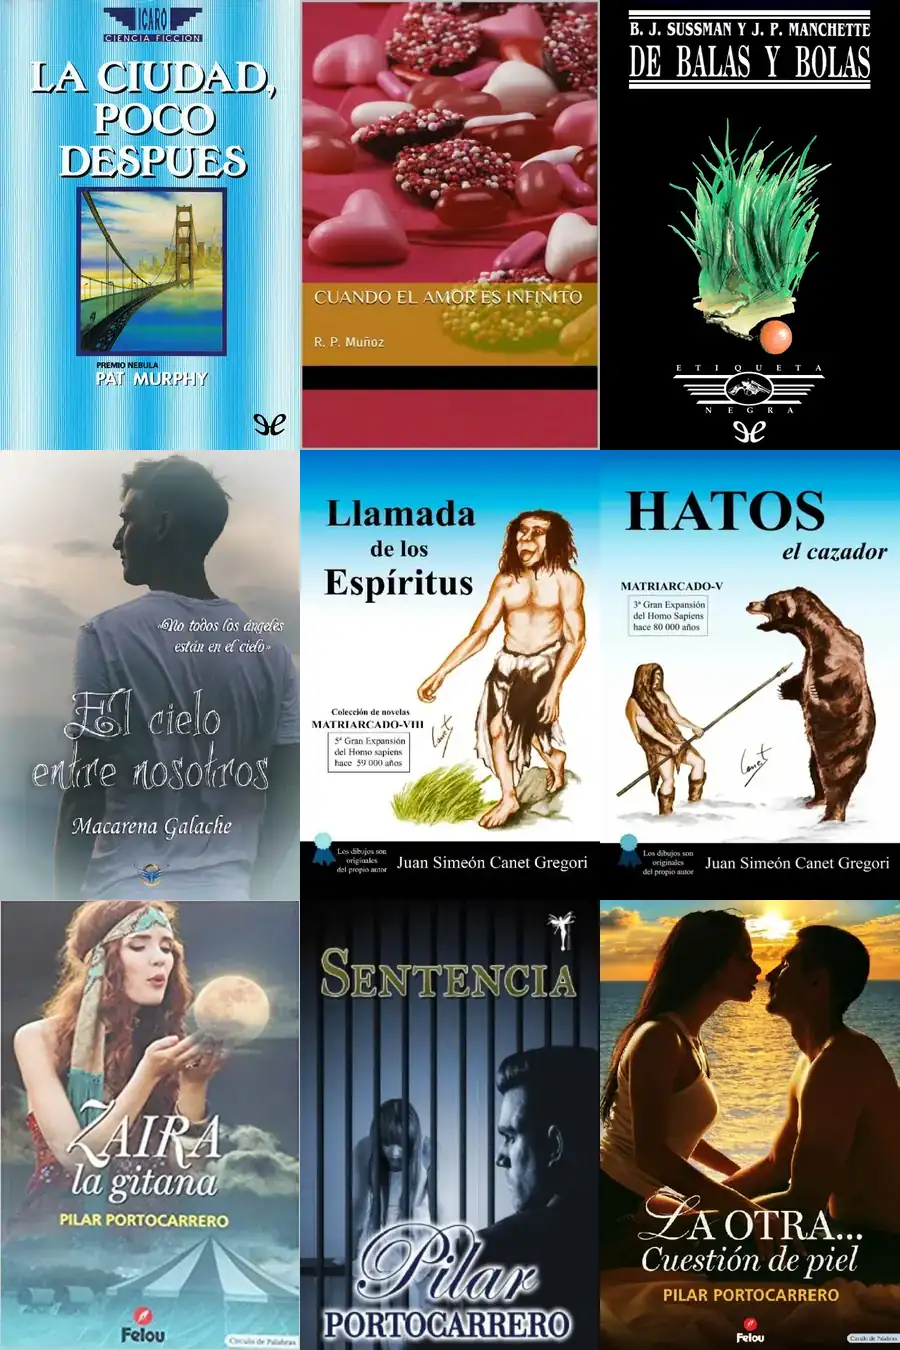 ICARO
CIENCIA FICCION
LA CIUDAD,
POCO
DESPUES
PREMIO NEBULA
PAT MURPHY
CUANDO EL AMOR ES INFINITO
R. P. Muñoz
B. J. SUSSMAN Y J. P. MANCHETTE
DE BALAS Y BOLAS
ETIQUETA
NEGRA
«No todos los ángeles
están en el cielo»
El cielo
entre nosotros
Macarena Galache
Llamada
de los
Espíritus
Colección de novelas
MATRIARCADO-VIII
5ª Gran Expansión
del Homo sapiens
hace 59 000 años
Canet
Los dibujos son
originales
del propio autor
Juan Simeón Canet Gregori
HATOS
el cazador
MATRIARCADO-V
3ª Gran Expansión
del Homo Sapiens
hace 80 000 años
Canet
Los dibujos son
originales
del propio autor
Juan Simeón Canet Gregori
ZAIRA
la gitana
PILAR PORTOCARRERO
Felou
Círculo de Palabras
SENTENCIA
Pilar
PORTOCARRERO
LA OTRA...
Cuestión de piel
PILAR PORTOCARRERO
Felou
Círculo de Palabras